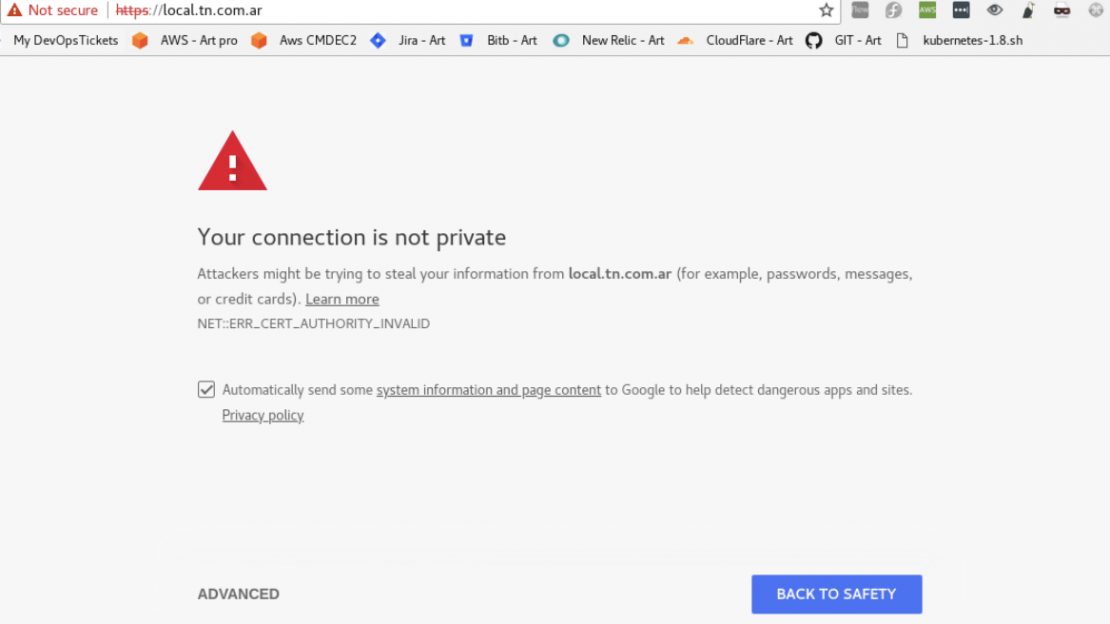 Not secure https://local.tn.com.ar
My DevOpsTickets AWS - Art pro Aws CMDEC2 Jira - Art Bitb - Art New Relic - Art CloudFlare - Art GIT - Art kubernetes-1.8.sh
Your connection is not private
Attackers might be trying to steal your information from local.tn.com.ar (for example, passwords, messages,
or credit cards). Learn more
NET::ERR_CERT_AUTHORITY_INVALID
Automatically send some system information and page content to Google to help detect dangerous apps and sites.
Privacy policy
ADVANCED BACK TO SAFETY